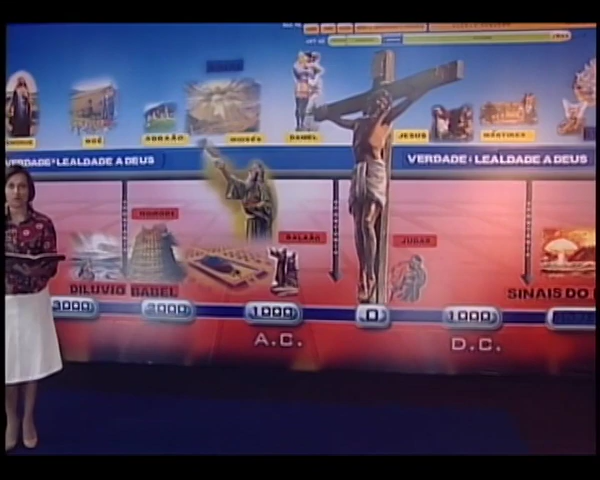 NOÉ
ABRAÃO
MOISÉS
DANIEL
JESUS
MÁRTIRES
VERDADE E LEALDADE A DEUS
VERDADE E LEALDADE A DEUS
BALAÃO
JUDAS
DILUVIO BABEL
SINAIS DO
3000
2000
1000
0
1000
A.C.
D.C.